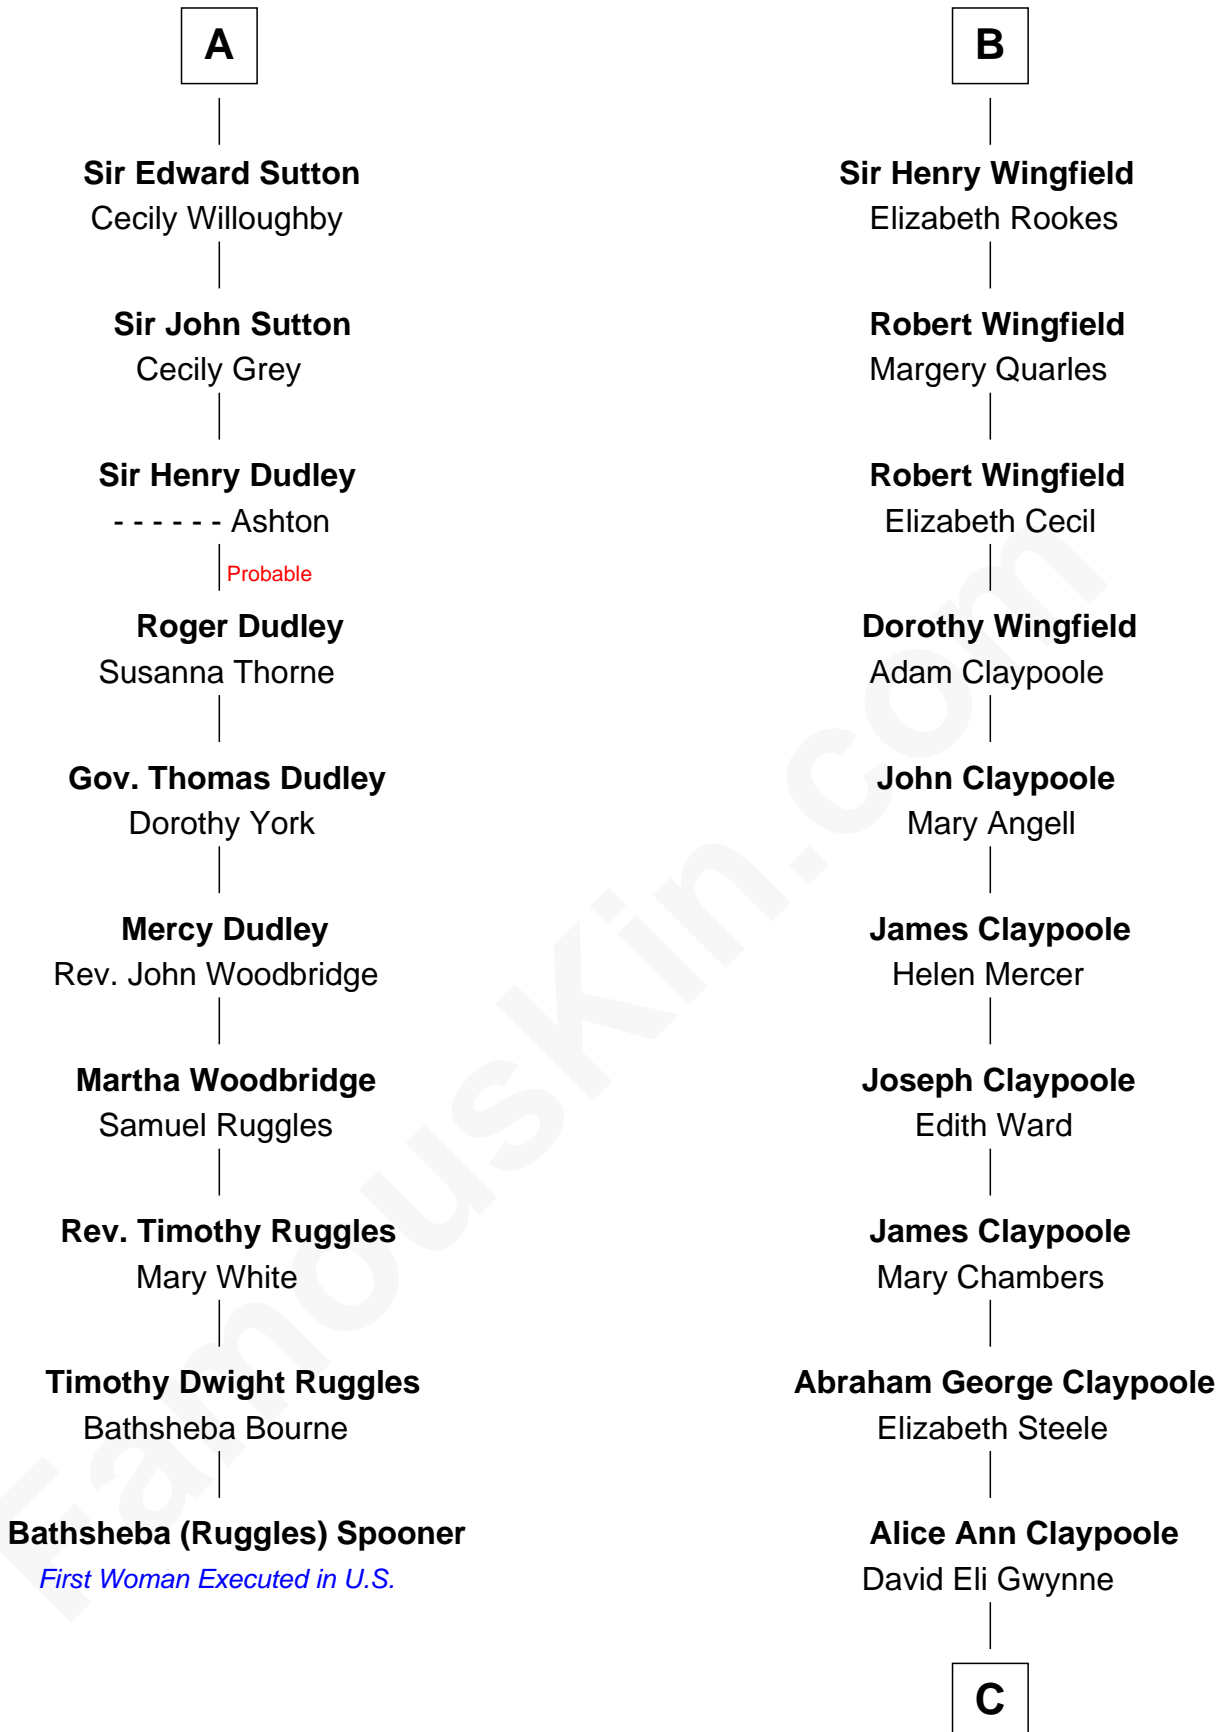 A
Sir Edward Sutton
Cecily Willoughby
Sir John Sutton
Cecily Grey
Sir Henry Dudley
- - - - - - Ashton
Probable
Roger Dudley
Susanna Thorne
Gov. Thomas Dudley
Dorothy York
Mercy Dudley
Rev. John Woodbridge
Martha Woodbridge
Samuel Ruggles
Rev. Timothy Ruggles
Mary White
Timothy Dwight Ruggles
Bathsheba Bourne
Bathsheba (Ruggles) Spooner
First Woman Executed in U.S.
B
Sir Henry Wingfield
Elizabeth Rookes
Robert Wingfield
Margery Quarles
Robert Wingfield
Elizabeth Cecil
Dorothy Wingfield
Adam Claypoole
John Claypoole
Mary Angell
James Claypoole
Helen Mercer
Joseph Claypoole
Edith Ward
James Claypoole
Mary Chambers
Abraham George Claypoole
Elizabeth Steele
Alice Ann Claypoole
David Eli Gwynne
C
FamousKin.com